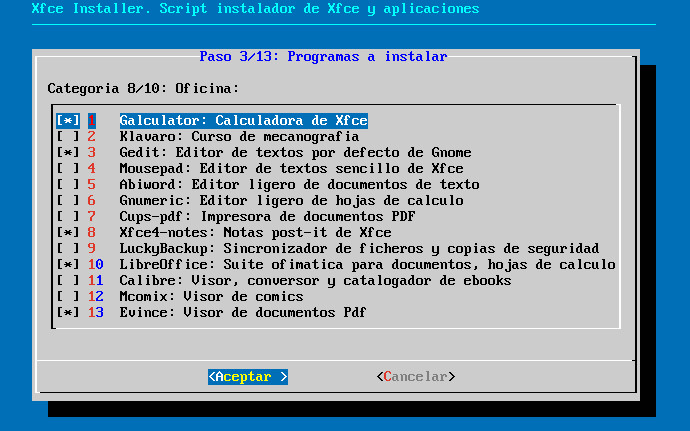 Xfce Installer. Script instalador de Xfce y aplicaciones
Paso 3/13: Programas a instalar
Categoria 8/10: Oficina:
[*] 1 Galculator: Calculadora de Xfce
[ ] 2 Klavaro: Curso de mecanografia
[*] 3 Gedit: Editor de textos por defecto de Gnome
[ ] 4 Mousepad: Editor de textos sencillo de Xfce
[ ] 5 Abiword: Editor ligero de documentos de texto
[ ] 6 Gnumeric: Editor ligero de hojas de calculo
[ ] 7 Cups-pdf: Impresora de documentos PDF
[*] 8 Xfce4-notes: Notas post-it de Xfce
[ ] 9 LuckyBackup: Sincronizador de ficheros y copias de seguridad
[*] 10 LibreOffice: Suite ofimatica para documentos, hojas de calculo
[ ] 11 Calibre: Visor, conversor y catalogador de ebooks
[ ] 12 Mcomix: Visor de comics
[*] 13 Evince: Visor de documentos Pdf
<Aceptar > <Cancelar>